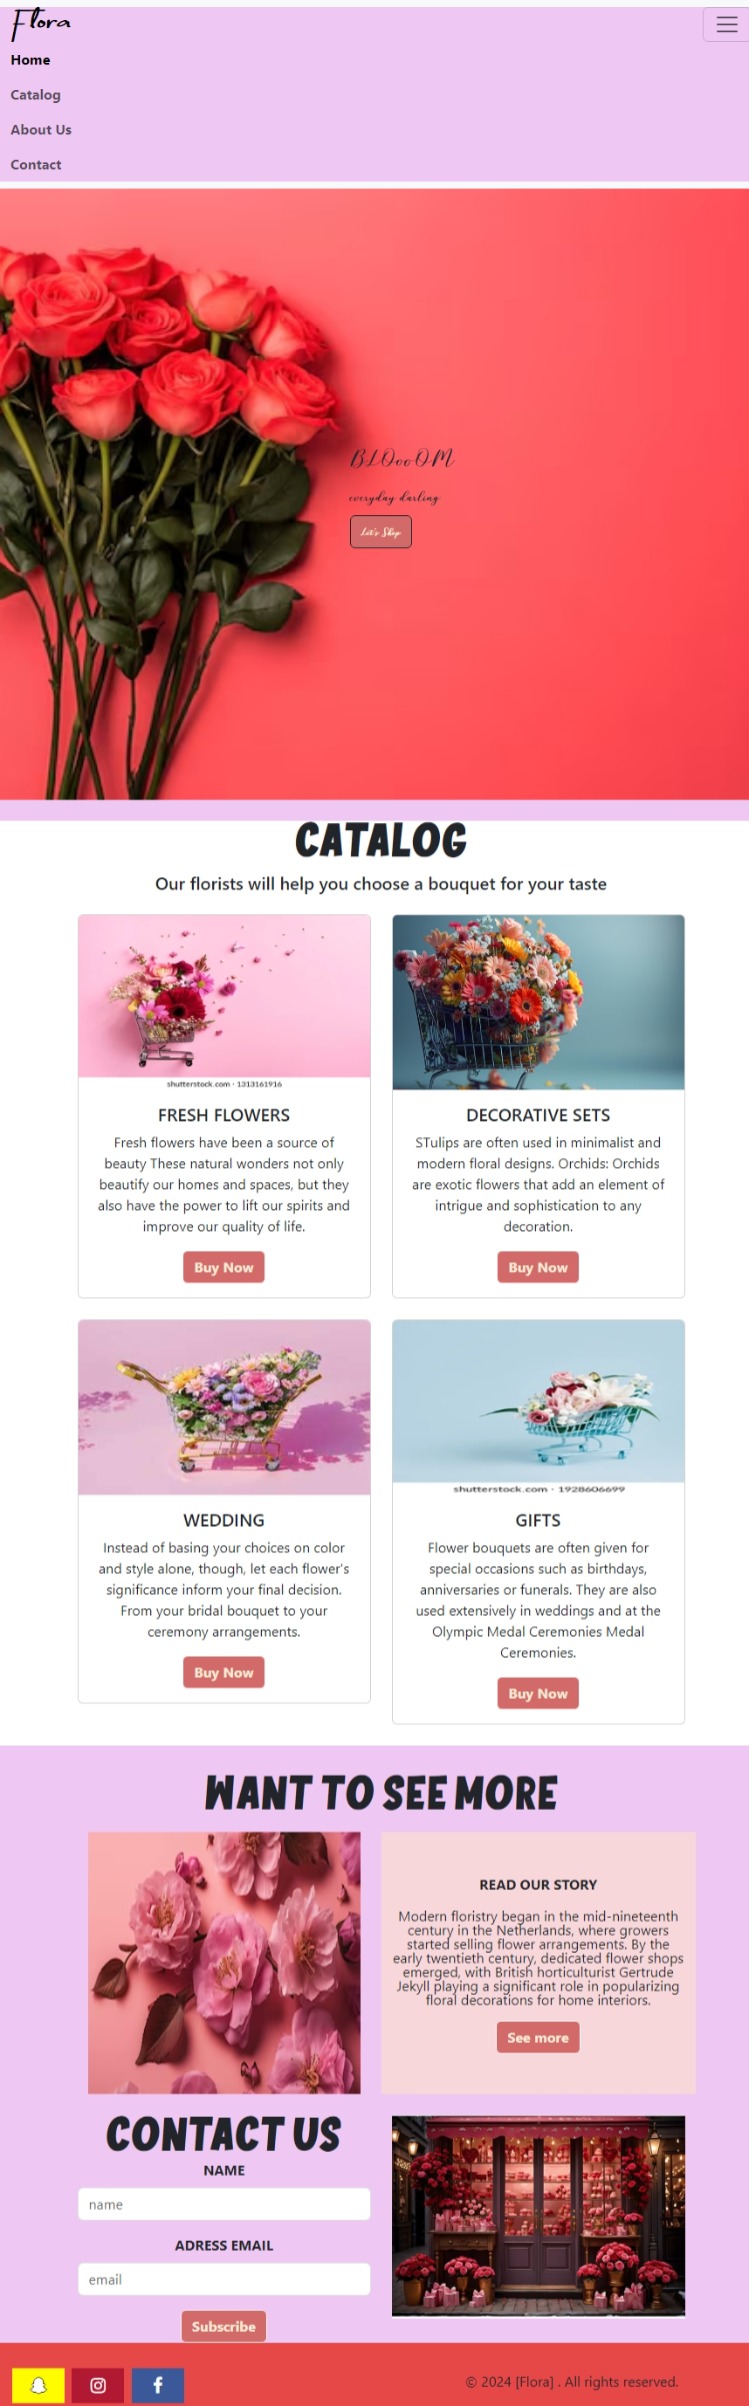 Flora
Home
Catalog
About Us
Contact
BLOooOM
everyday darling
Let's Shop
CATALOG
Our florists will help you choose a bouquet for your taste
shutterstock.com · 1313161916
FRESH FLOWERS
Fresh flowers have been a source of
beauty These natural wonders not only
beautify our homes and spaces, but they
also have the power to lift our spirits and
improve our quality of life.
Buy Now
DECORATIVE SETS
STulips are often used in minimalist and
modern floral designs. Orchids: Orchids
are exotic flowers that add an element of
intrigue and sophistication to any
decoration.
Buy Now
WEDDING
Instead of basing your choices on color
and style alone, though, let each flower's
significance inform your final decision.
From your bridal bouquet to your
ceremony arrangements.
Buy Now
shutterstock.com · 1928606699
GIFTS
Flower bouquets are often given for
special occasions such as birthdays,
anniversaries or funerals. They are also
used extensively in weddings and at the
Olympic Medal Ceremonies Medal
Ceremonies.
Buy Now
WANT TO SEE MORE
READ OUR STORY
Modern floristry began in the mid-nineteenth
century in the Netherlands, where growers
started selling flower arrangements. By the
early twentieth century, dedicated flower shops
emerged, with British horticulturist Gertrude
Jekyll playing a significant role in popularizing
floral decorations for home interiors.
See more
CONTACT US
NAME
name
ADRESS EMAIL
email
Subscribe
© 2024 [Flora] . All rights reserved.